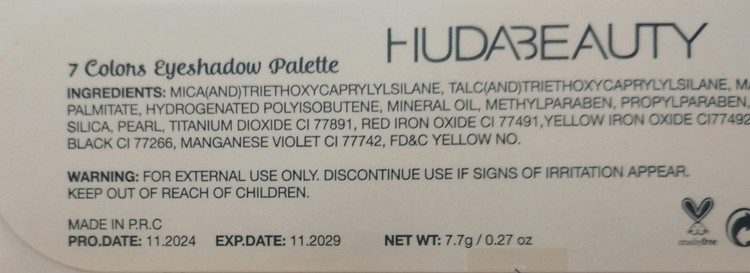 HUDABEAUTY
7 Colors Eyeshadow Palette
INGREDIENTS: MICA(AND)TRIETHOXYCAPRYLYLSILANE, TALC(AND)TRIETHOXYCAPRYLYLSILANE,
PALMITATE, HYDROGENATED POLYISOBUTENE, MINERAL OIL, METHYLPARABEN, PROPYLPARABEN,
SILICA, PEARL, TITANIUM DIOXIDE CI 77891, RED IRON OXIDE CI 77491,YELLOW IRON OXIDE CI77492
BLACK CI 77266, MANGANESE VIOLET CI 77742, FD&C YELLOW NO.
WARNING: FOR EXTERNAL USE ONLY. DISCONTINUE USE IF SIGNS OF IRRITATION APPEAR.
KEEP OUT OF REACH OF CHILDREN.
MADE IN P.R.C
PRO.DATE: 11.2024 EXP.DATE: 11.2029 NET WT: 7.7g / 0.27 oz
crueltyfree